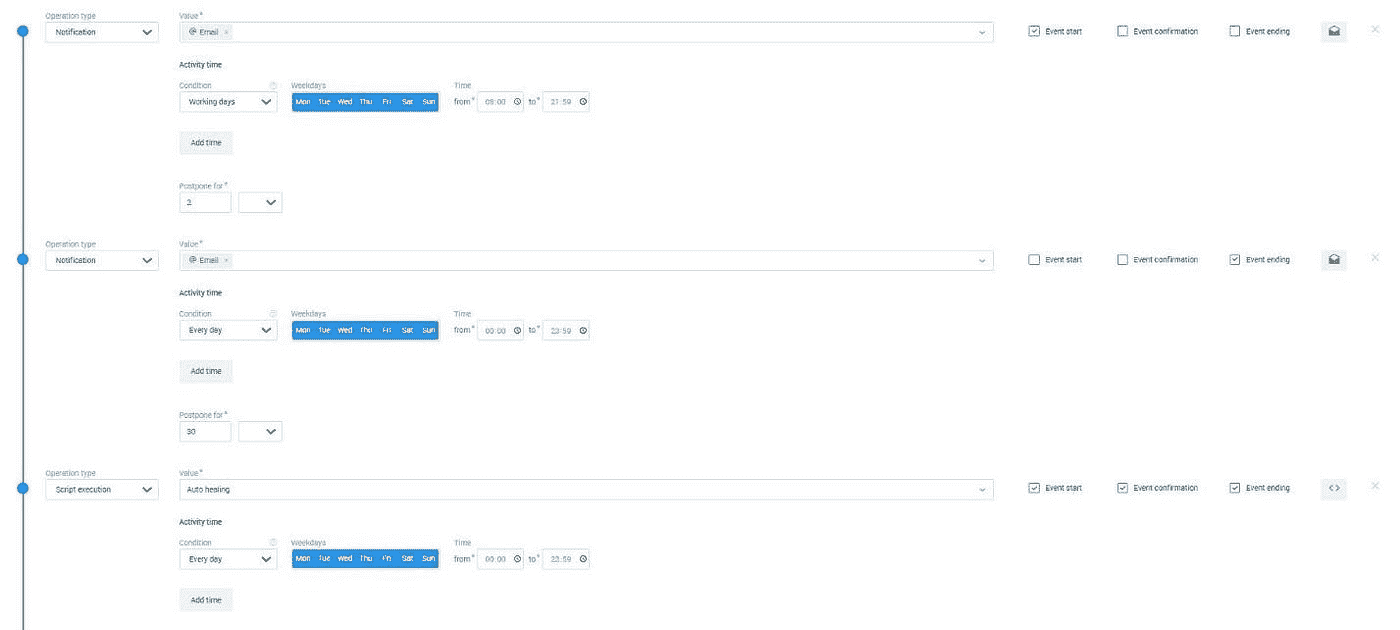 Operation type Value*
Notification @ Email × Event start Event confirmation Event ending
Activity time
Condition Weekdays Time
Working days Mon Tue Wed Thu Fri Sat Sun from* to*
Add time
Postpone for*
2
Operation type Value*
Notification @ Email × Event start Event confirmation Event ending
Activity time
Condition Weekdays Time
Every day Mon Tue Wed Thu Fri Sat Sun from* 00:00 to* 23:59
Add time
Postpone for*
30
Operation type Value*
Script execution Auto healing Event start Event confirmation Event ending <>
Activity time
Condition Weekdays Time
Every day Mon Tue Wed Thu Fri Sat Sun from* 00:00 to* 23:59
Add time